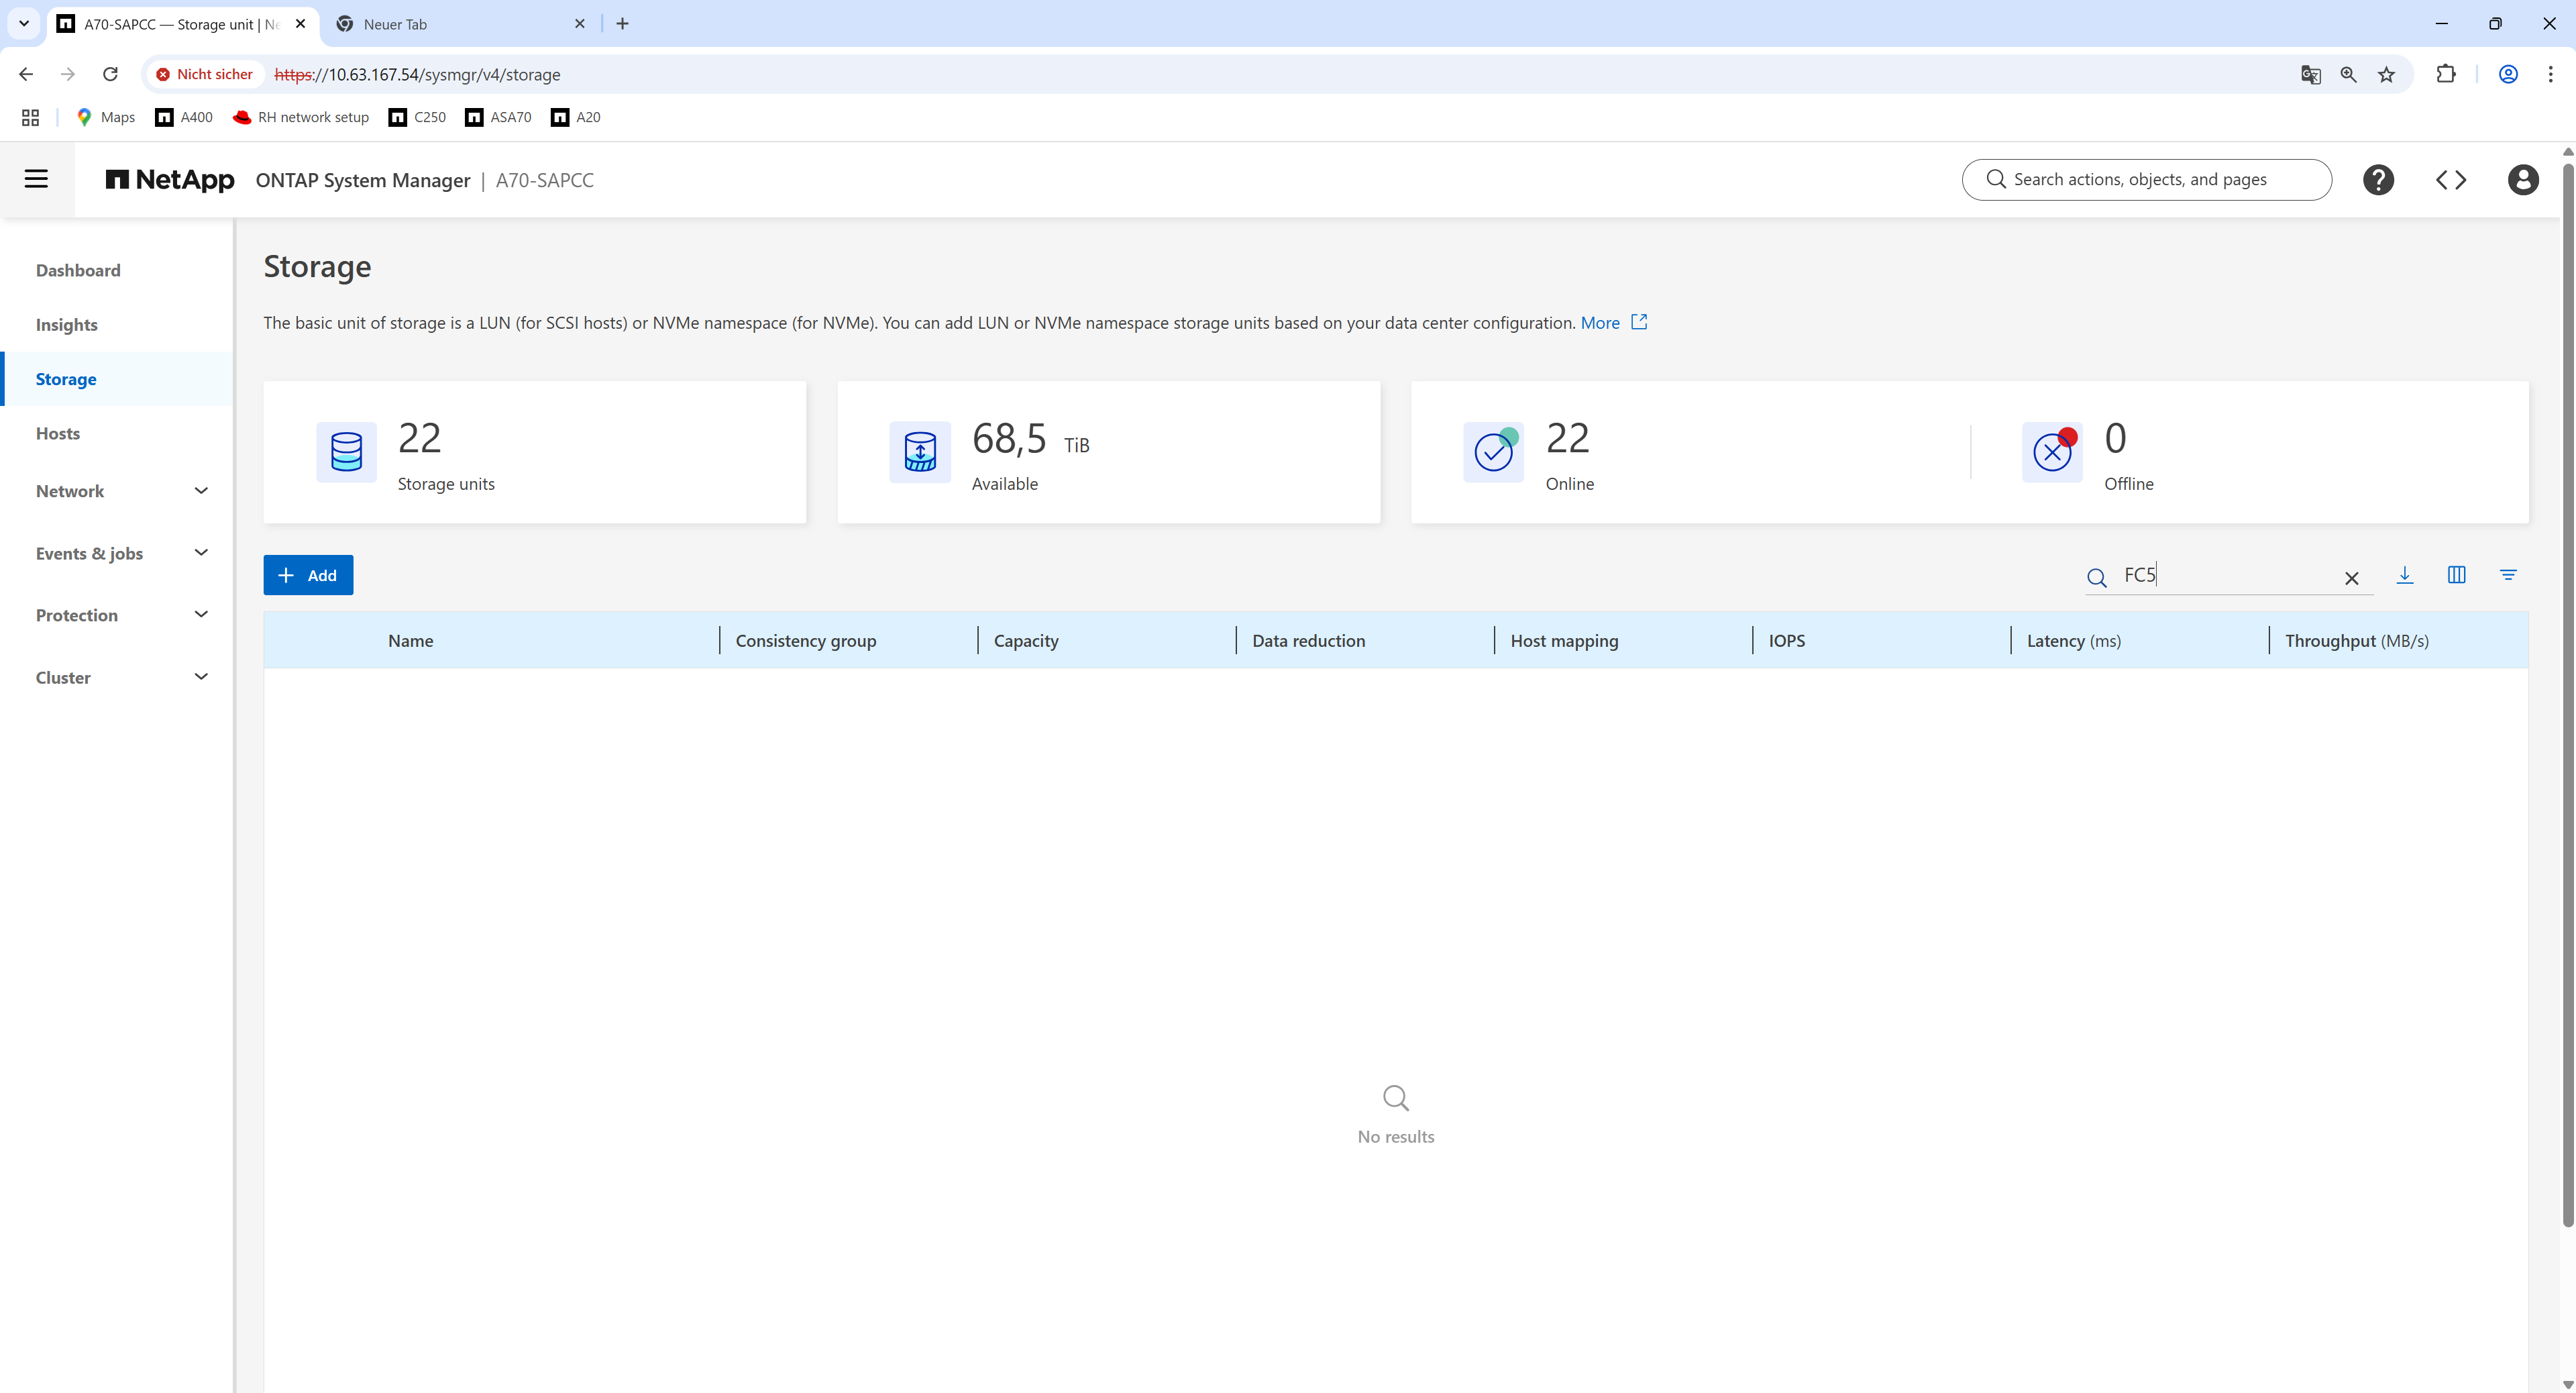 A70-SAPCC — Storage unit | Ne
Neuer Tab
Nicht sicher
https://10.63.167.54/sysmgr/v4/storage
Maps
A400
RH network setup
C250
ASA70
A20
NetApp
ONTAP System Manager | A70-SAPCC
Search actions, objects, and pages
Dashboard
Insights
Storage
Hosts
Network
Events & jobs
Protection
Cluster
Storage
The basic unit of storage is a LUN (for SCSI hosts) or NVMe namespace (for NVMe). You can add LUN or NVMe namespace storage units based on your data center configuration. More
22
Storage units
68,5 TiB
Available
22
Online
0
Offline
+ Add
FC5
Name
Consistency group
Capacity
Data reduction
Host mapping
IOPS
Latency (ms)
Throughput (MB/s)
No results